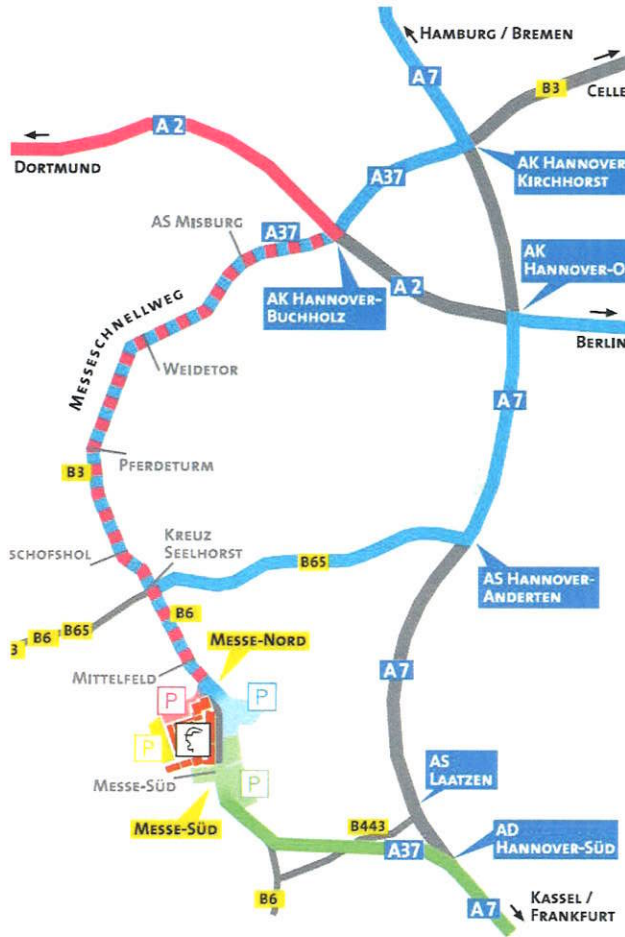 HAMBURG / BREMEN
A7
B3
CELLE
A 2
DORTMUND
A37
AK HANNOVER
KIRCHHORST
AS MISBURG
A37
AK
HANNOVER-O
AK HANNOVER-
BUCHHOLZ
A 2
BERLIN
MESSESCHNELLWEG
WEIDETOR
A7
PFERDETURM
B3
KREUZ
SEELHORST
SCHOFSHOL
B65
AS HANNOVER-
ANDERTEN
B6
3
B6
B65
MESSE-NORD
MITTELFELD
A7
P
P
P
MESSE-SÜD
P
AS
LAATZEN
MESSE-SÜD
B443
AD
HANNOVER-SÜD
A37
B6
A7
KASSEL /
FRANKFURT